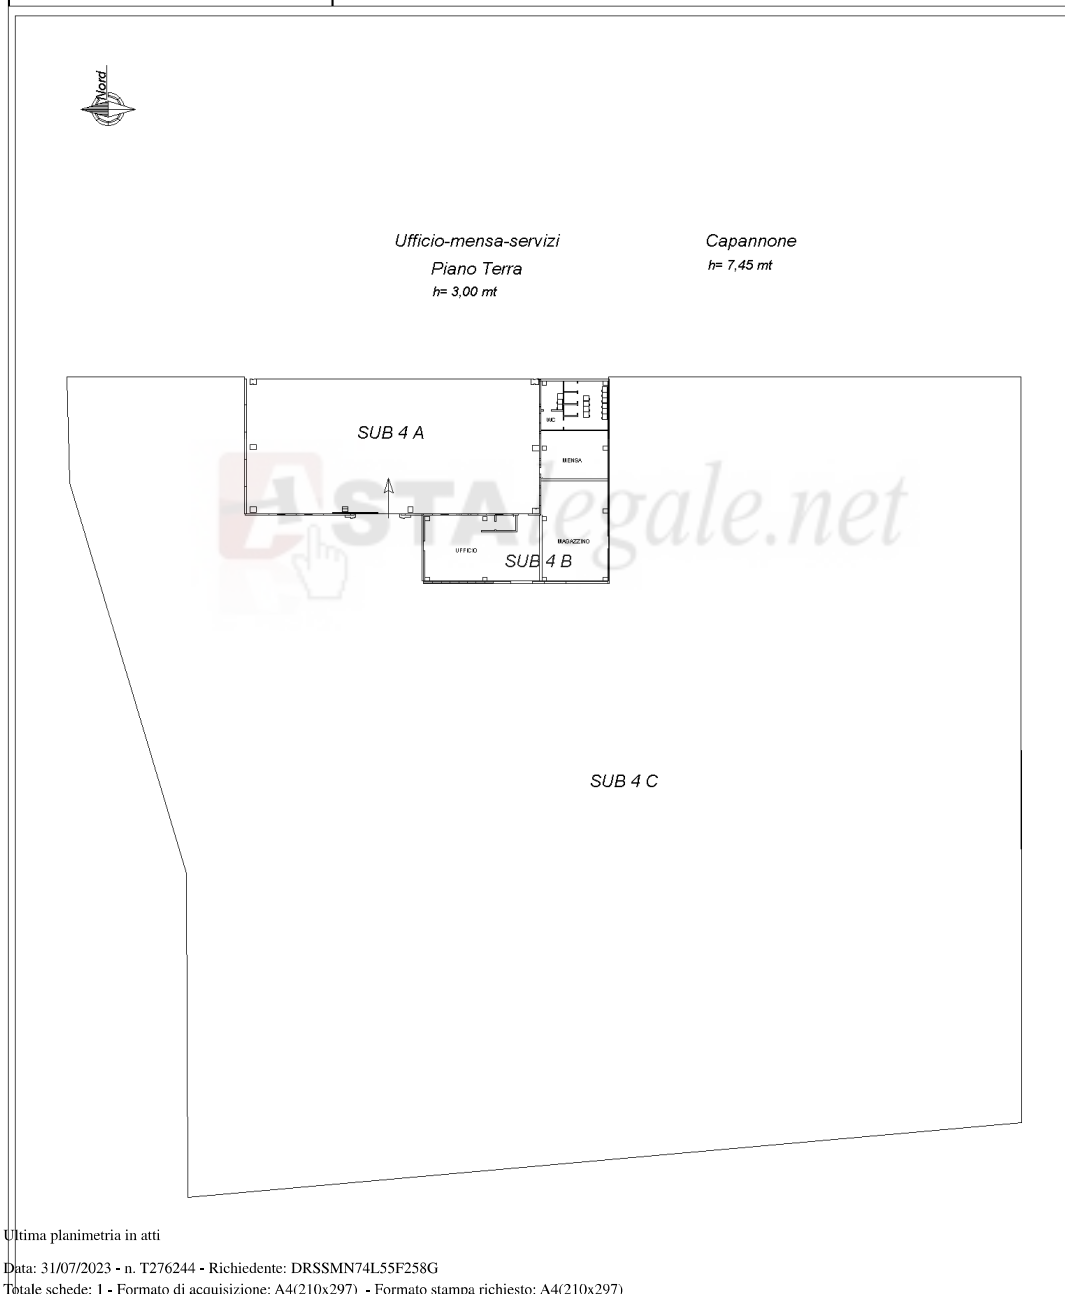 Nord
Ufficio-mensa-servizi
Piano Terra
h= 3,00 mt
Capannone
h= 7,45 mt
WC
SUB 4 A
MENSA
ASTAlegale.net
MAGAZZINO
UFFICIO
SUB 4 B
SUB 4 C
Ultima planimetria in atti
Data: 31/07/2023 - n. T276244 - Richiedente: DRSSMN74L55F258G
Totale schede: 1 - Formato di acquisizione: A4(210x297) - Formato stampa richiesto: A4(210x297)